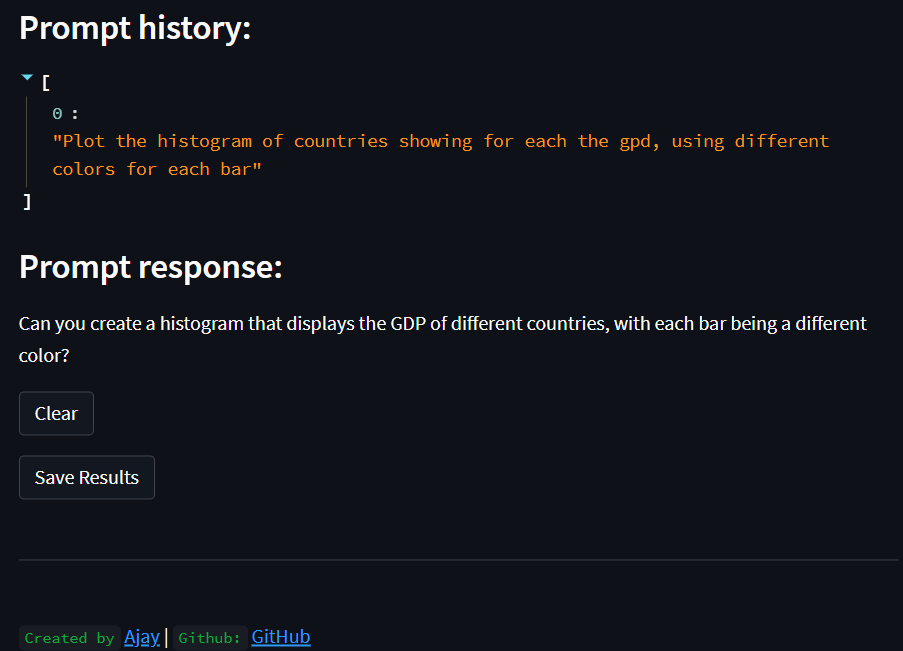 Prompt history:
[
0 :
"Plot the histogram of countries showing for each the gpd, using different
colors for each bar"
]
Prompt response:
Can you create a histogram that displays the GDP of different countries, with each bar being a different
color?
Clear
Save Results
Created by Ajay | Github: GitHub